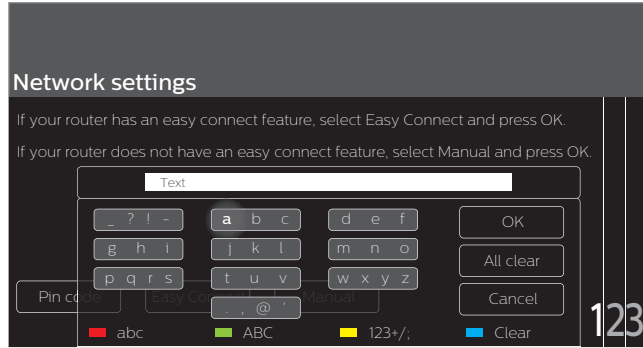 Network settings
If your router has an easy connect feature, select Easy Connect and press OK.
If your router does not have an easy connect feature, select Manual and press OK.
Text
_ ? ! - a b c d e f OK
g h i j k l m n o All clear
p q r s t u v w x y z
Pin code Easy Connect Manual Cancel
. , @ '
123
abc ABC 123+/; Clear